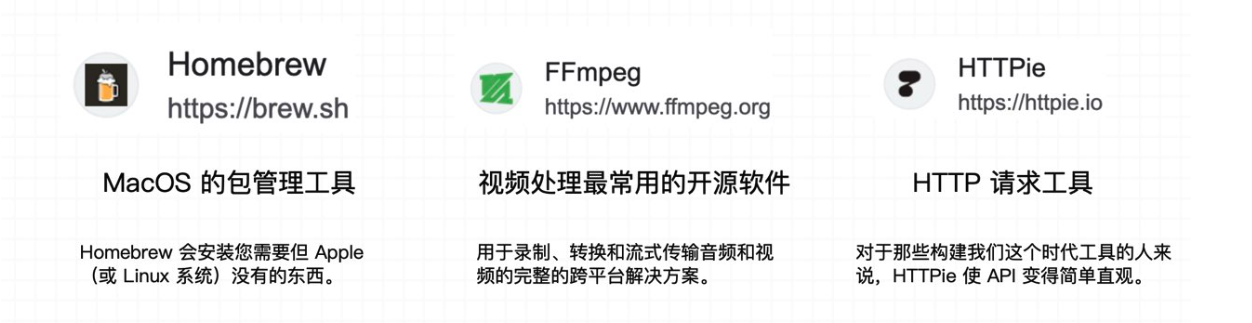 Homebrew
https://brew.sh
MacOS 的包管理工具
Homebrew 会安装您需要但 Apple
（或 Linux 系统）没有的东西。
FFmpeg
https://www.ffmpeg.org
视频处理最常用的开源软件
用于录制、转换和流式传输音频和视
频的完整的跨平台解决方案。
HTTPie
https://httpie.io
HTTP 请求工具
对于那些构建我们这个时代工具的人来
说，HTTPie 使 API 变得简单直观。